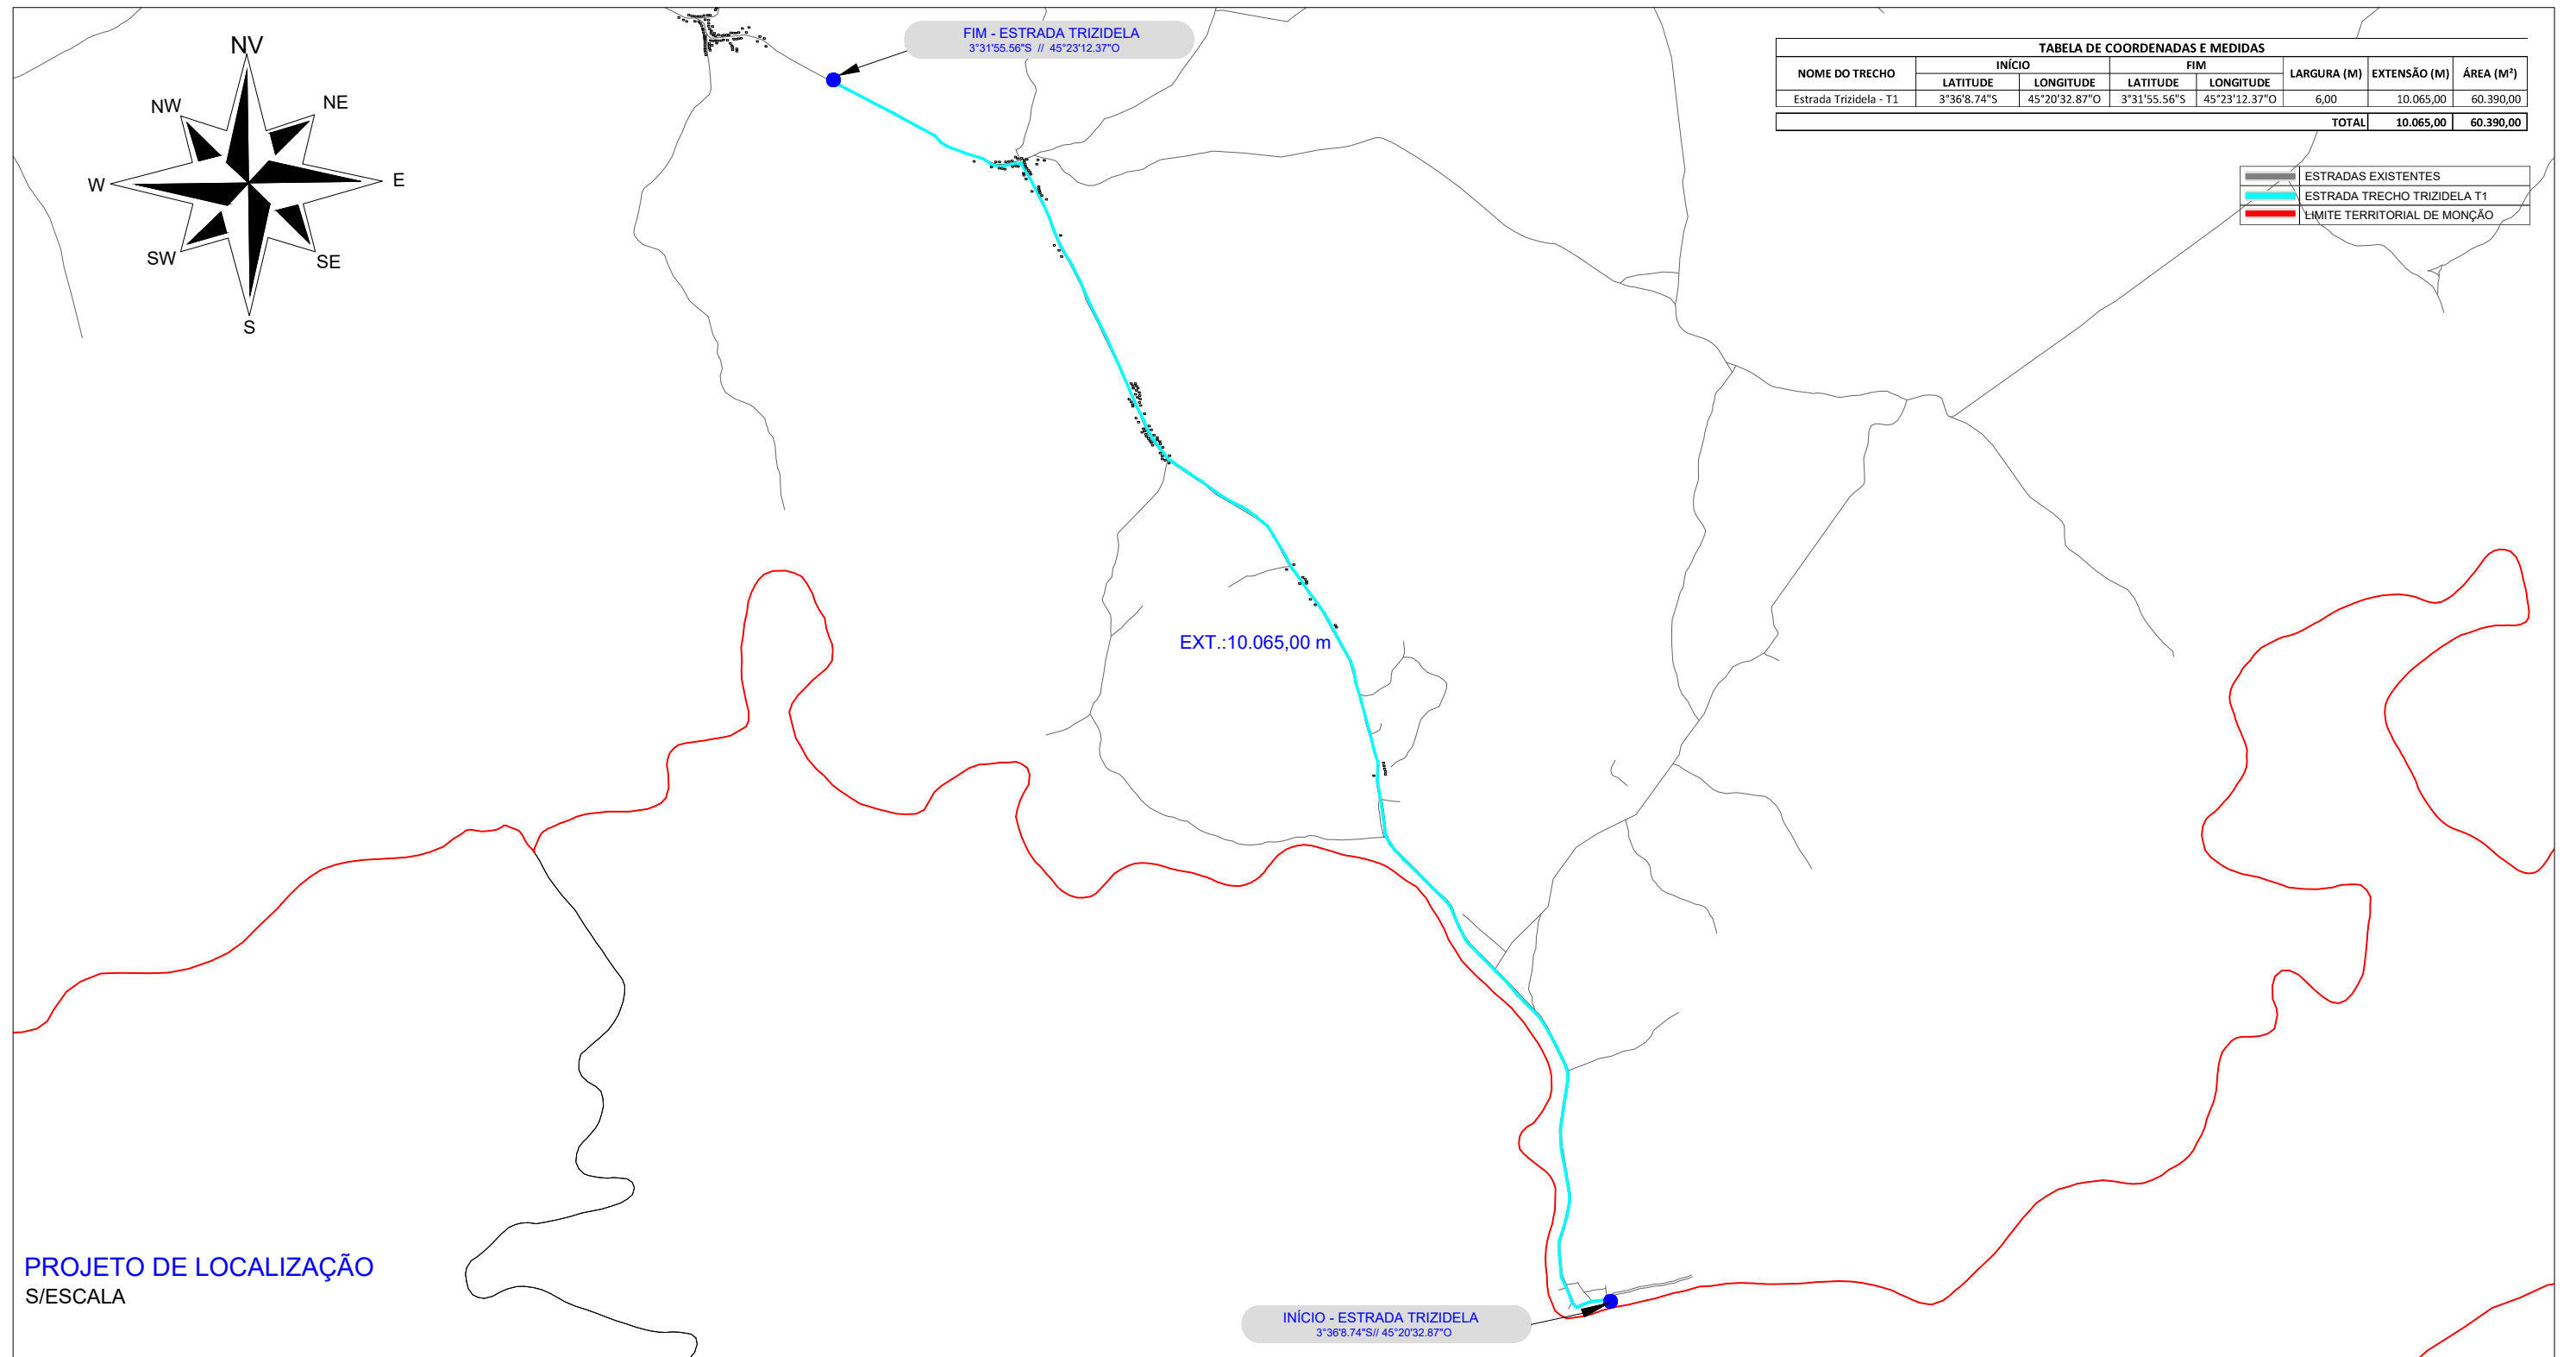 NV
NW
NE
W
E
SW
SE
S
FIM - ESTRADA TRIZIDELA
3°31'55.56"S // 45°23'12.37"O
TABELA DE COORDENADAS E MEDIDAS
NOME DO TRECHO INÍCIO FIM LARGURA (M) EXTENSÃO (M) ÁREA (M²)
LATITUDE LONGITUDE LATITUDE LONGITUDE
Estrada Trizidela - T1 3°36'8.74"S 45°20'32.87"O 3°31'55.56"S 45°23'12.37"O 6,00 10.065,00 60.390,00
TOTAL 10.065,00 60.390,00
ESTRADAS EXISTENTES
ESTRADA TRECHO TRIZIDELA T1
LIMITE TERRITORIAL DE MONÇÃO
EXT.:10.065,00 m
PROJETO DE LOCALIZAÇÃO
S/ESCALA
INÍCIO - ESTRADA TRIZIDELA
3°36'8.74"S// 45°20'32.87"O